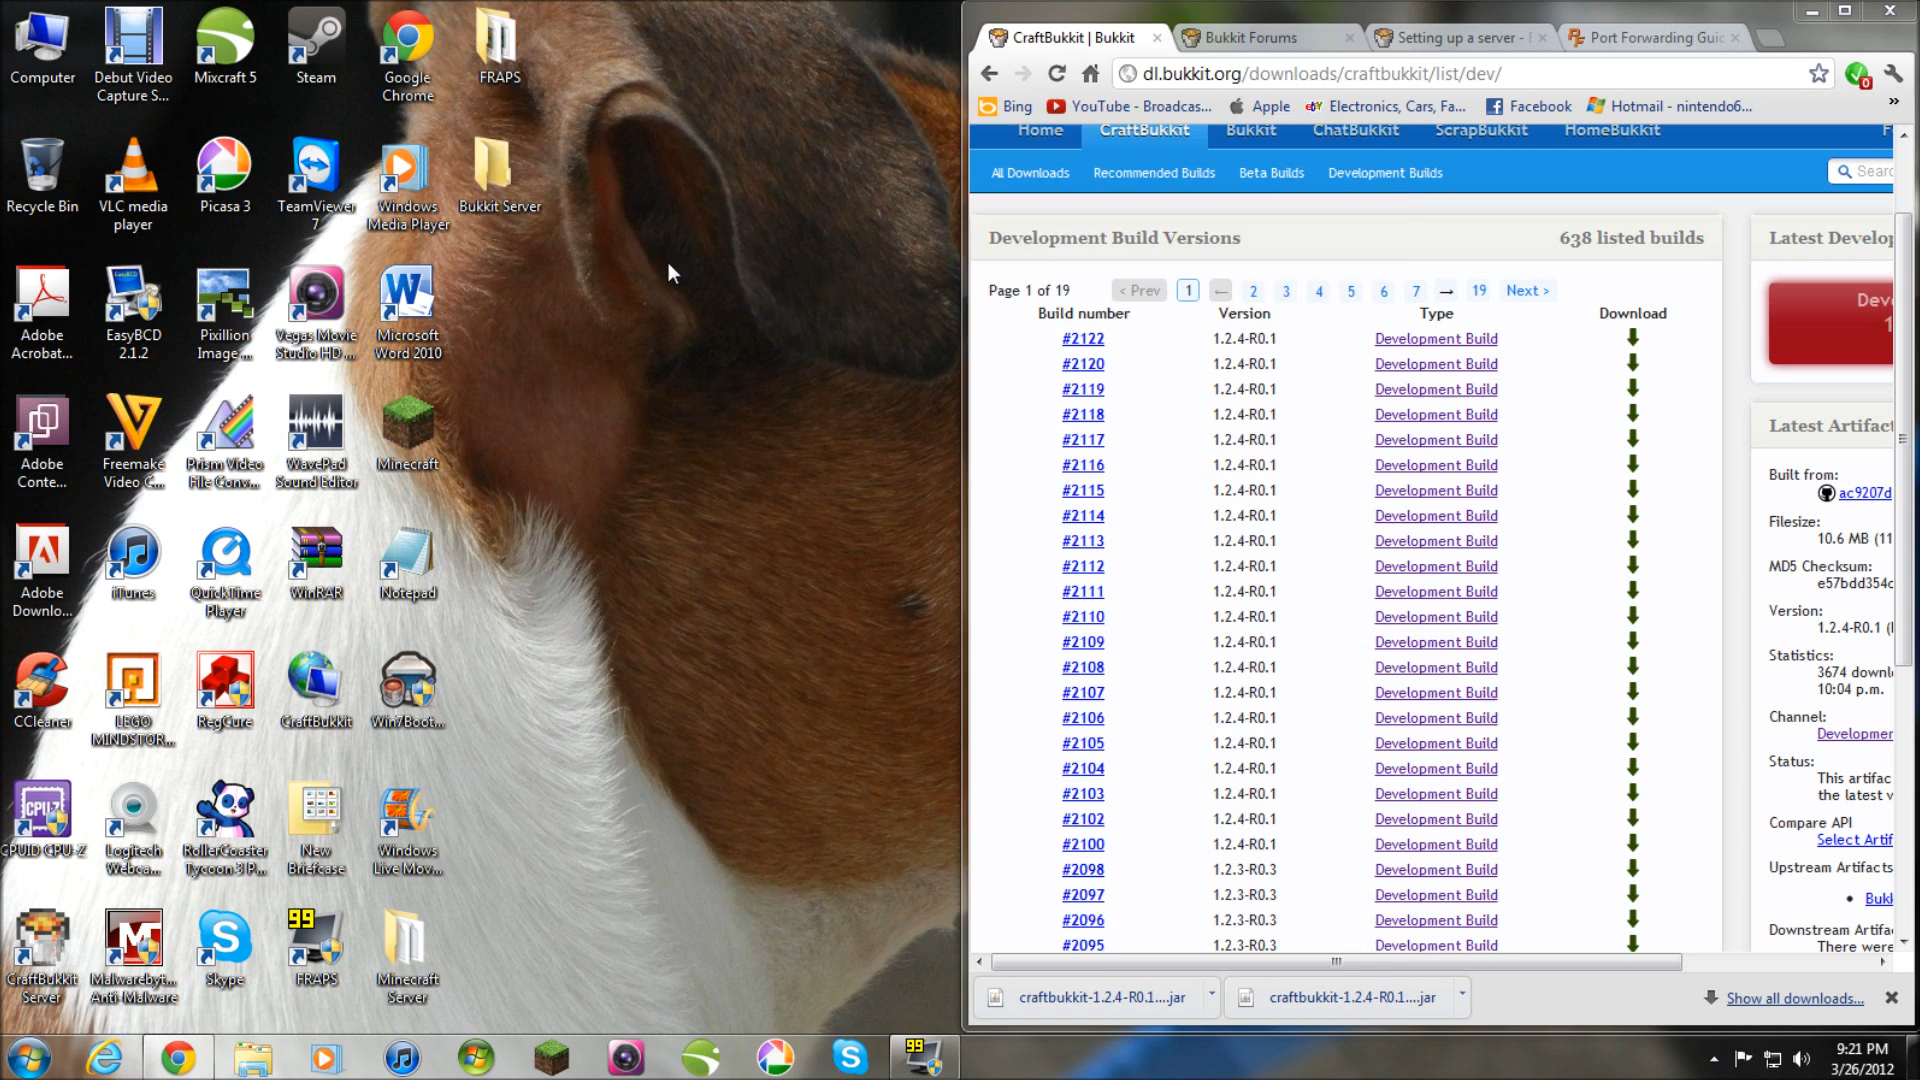 Computer
Debut Video
Capture S...
Mixcraft 5
Steam
Google
Chrome
FRAPS
Recycle Bin
VLC media
player
Picasa 3
TeamViewer
7
Windows
Media Player
Bukkit Server
Adobe
Acrobat...
EasyBCD
2.1.2
Pixillion
Image ...
Vegas Movie
Studio HD ...
Microsoft
Word 2010
Adobe
Conte...
Freemake
Video C...
Prism Video
File Conv...
WavePad
Sound Editor
Minecraft
Adobe
Downlo...
iTunes
QuickTime
Player
WinRAR
Notepad
CCleaner
LEGO
MINDSTOR...
RegCure
CraftBukkit
Win7Boot...
CPUID CPU-Z
Logitech
Webca...
RollerCoaster
Tycoon 3 P...
New
Briefcase
Windows
Live Mov...
CraftBukkit
Server
Malwarebyt...
Anti-Malware
Skype
99
FRAPS
Minecraft
Server
CraftBukkit | Bukkit
Bukkit Forums
Setting up a server -
Port Forwarding Guid
dl.bukkit.org/downloads/craftbukkit/list/dev/
Bing
YouTube - Broadcas...
Apple
Electronics, Cars, Fa...
Facebook
Hotmail - nintendo6...
Home
CraftBukkit
Bukkit
ChatBukkit
ScrapBukkit
HomeBukkit
All Downloads
Recommended Builds
Beta Builds
Development Builds
Searc
Development Build Versions
638 listed builds
Page 1 of 19
< Prev 1 ← 2 3 4 5 6 7 → 19 Next >
Build number Version Type Download
#2122 1.2.4-R0.1 Development Build
#2120 1.2.4-R0.1 Development Build
#2119 1.2.4-R0.1 Development Build
#2118 1.2.4-R0.1 Development Build
#2117 1.2.4-R0.1 Development Build
#2116 1.2.4-R0.1 Development Build
#2115 1.2.4-R0.1 Development Build
#2114 1.2.4-R0.1 Development Build
#2113 1.2.4-R0.1 Development Build
#2112 1.2.4-R0.1 Development Build
#2111 1.2.4-R0.1 Development Build
#2110 1.2.4-R0.1 Development Build
#2109 1.2.4-R0.1 Development Build
#2108 1.2.4-R0.1 Development Build
#2107 1.2.4-R0.1 Development Build
#2106 1.2.4-R0.1 Development Build
#2105 1.2.4-R0.1 Development Build
#2104 1.2.4-R0.1 Development Build
#2103 1.2.4-R0.1 Development Build
#2102 1.2.4-R0.1 Development Build
#2100 1.2.4-R0.1 Development Build
#2098 1.2.3-R0.3 Development Build
#2097 1.2.3-R0.3 Development Build
#2096 1.2.3-R0.3 Development Build
#2095 1.2.3-R0.3 Development Build
Latest Develop
Dev
1
Latest Artifact
Built from:
ac9207d
Filesize:
10.6 MB (11
MD5 Checksum:
e57bdd354c
Version:
1.2.4-R0.1
Statistics:
3674 downl
10:04 p.m.
Channel:
Developmen
Status:
This artifac
the latest v
Compare API
Select Artif
Upstream Artifacts
Bukk
Downstream Artifa
There were
craftbukkit-1.2.4-R0.1....jar
craftbukkit-1.2.4-R0.1....jar
Show all downloads...
99
9:21 PM
3/26/2012